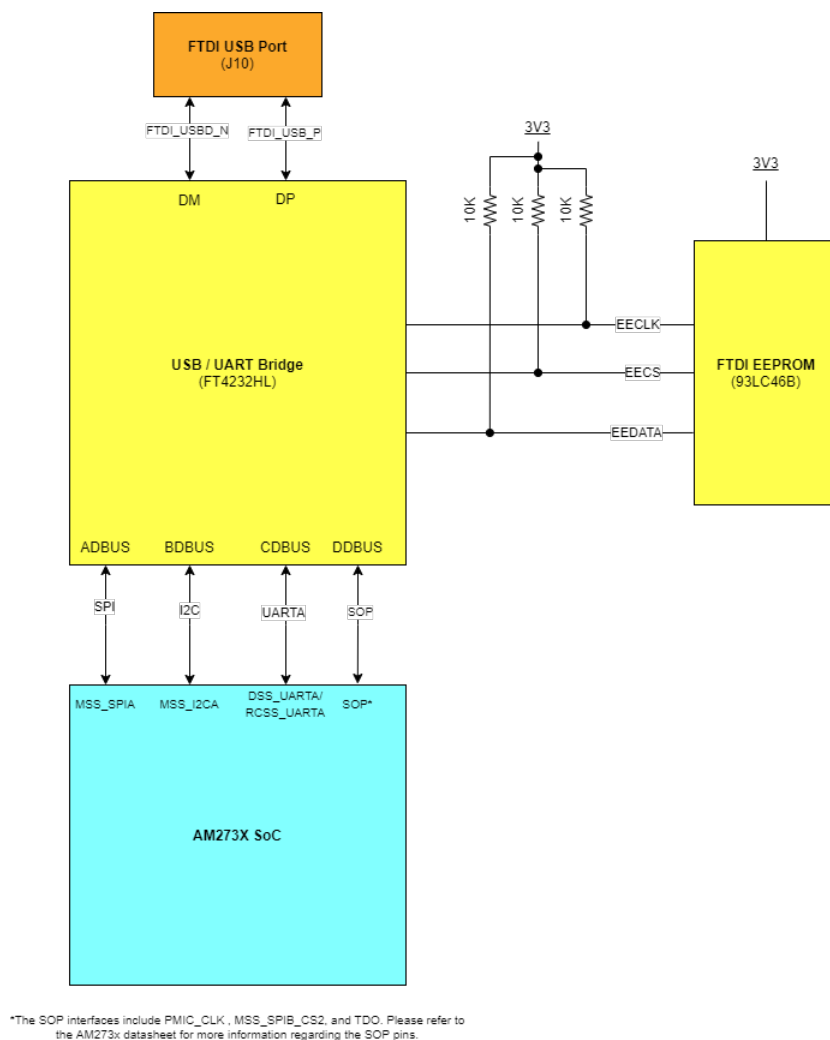 FTDI USB Port
(J10)
FTDI_USBD_N
FTDI_USB_P
DM
DP
3V3
3V3
10K
10K
10K
EECLK
EECS
EEDATA
USB / UART Bridge
(FT4232HL)
FTDI EEPROM
(93LC46B)
ADBUS
BDBUS
CDBUS
DDBUS
SPI
I2C
UARTA
SOP
MSS_SPIA
MSS_I2CA
DSS_UARTA/
RCSS_UARTA
SOP*
AM273X SoC
*The SOP interfaces include PMIC_CLK , MSS_SPIB_CS2, and TDO. Please refer to
the AM273x datasheet for more information regarding the SOP pins.